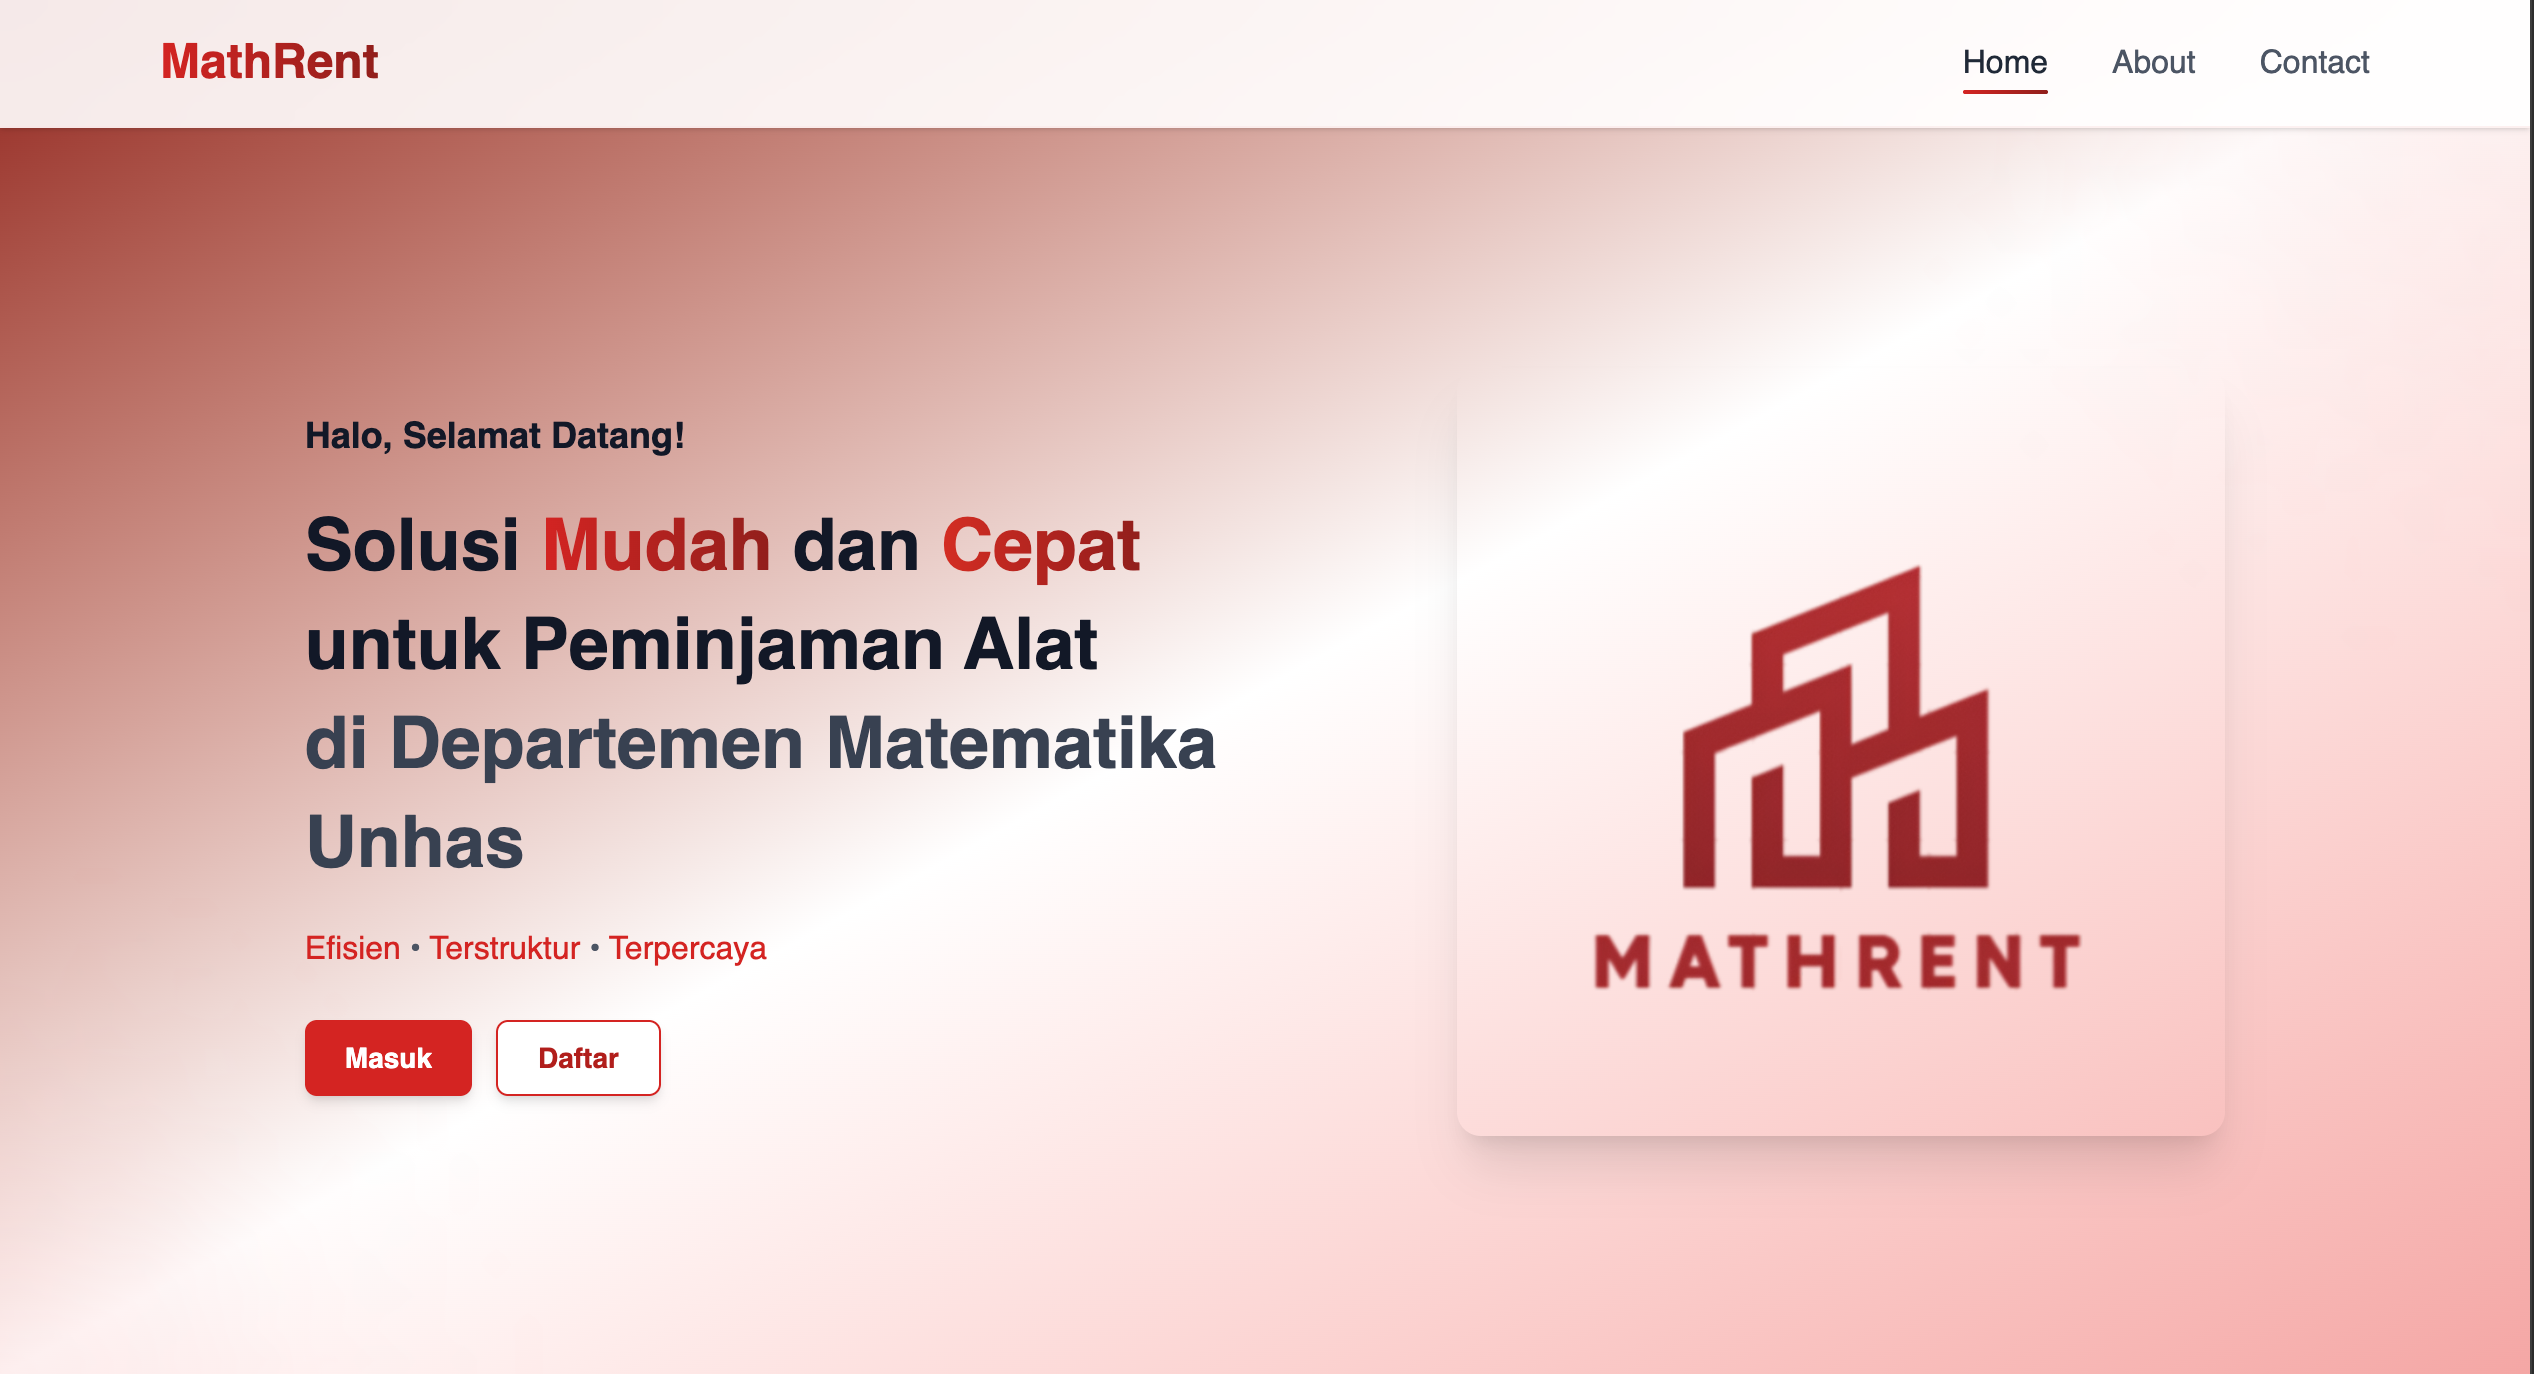 MathRent
Home About Contact
Halo, Selamat Datang!
Solusi Mudah dan Cepat
untuk Peminjaman Alat
di Departemen Matematika
Unhas
Efisien • Terstruktur • Terpercaya
Masuk Daftar
MATHRENT